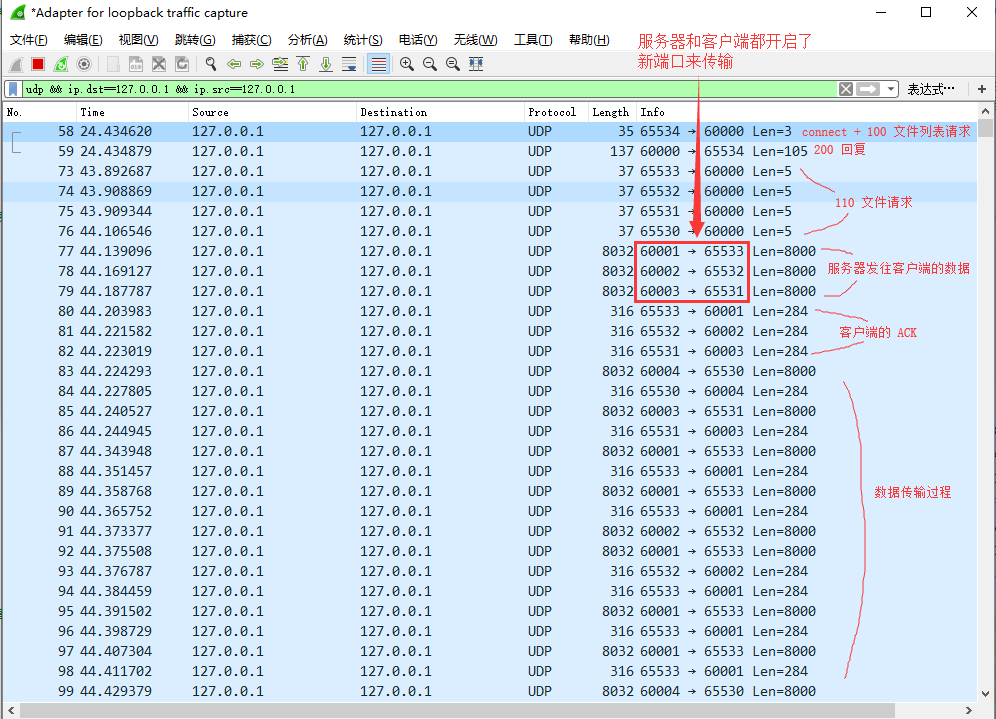 *Adapter for loopback traffic capture
文件(F) 编辑(E) 视图(V) 跳转(G) 捕获(C) 分析(A) 统计(S) 电话(Y) 无线(W) 工具(T) 帮助(H)
服务器和客户端都开启了
新端口来传输
udp && ip.dst==127.0.0.1 && ip.src==127.0.0.1 表达式… +
No. Time Source Destination Protocol Length Info
58 24.434620 127.0.0.1 127.0.0.1 UDP 35 65534 → 60000 Len=3 connect + 100 文件列表请求
59 24.434879 127.0.0.1 127.0.0.1 UDP 137 60000 → 65534 Len=105 200 回复
73 43.892687 127.0.0.1 127.0.0.1 UDP 37 65533 → 60000 Len=5
74 43.908869 127.0.0.1 127.0.0.1 UDP 37 65532 → 60000 Len=5
75 43.909344 127.0.0.1 127.0.0.1 UDP 37 65531 → 60000 Len=5
110 文件请求
76 44.106546 127.0.0.1 127.0.0.1 UDP 37 65530 → 60000 Len=5
77 44.139096 127.0.0.1 127.0.0.1 UDP 8032 60001 → 65533 Len=8000
78 44.169127 127.0.0.1 127.0.0.1 UDP 8032 60002 → 65532 Len=8000 服务器发往客户端的数据
79 44.187787 127.0.0.1 127.0.0.1 UDP 8032 60003 → 65531 Len=8000
80 44.203983 127.0.0.1 127.0.0.1 UDP 316 65533 → 60001 Len=284
81 44.221582 127.0.0.1 127.0.0.1 UDP 316 65532 → 60002 Len=284 客户端的 ACK
82 44.223019 127.0.0.1 127.0.0.1 UDP 316 65531 → 60003 Len=284
83 44.224293 127.0.0.1 127.0.0.1 UDP 8032 60004 → 65530 Len=8000
84 44.227805 127.0.0.1 127.0.0.1 UDP 316 65530 → 60004 Len=284
85 44.240527 127.0.0.1 127.0.0.1 UDP 8032 60003 → 65531 Len=8000
86 44.244945 127.0.0.1 127.0.0.1 UDP 316 65531 → 60003 Len=284
87 44.343948 127.0.0.1 127.0.0.1 UDP 8032 60001 → 65533 Len=8000
88 44.351457 127.0.0.1 127.0.0.1 UDP 316 65533 → 60001 Len=284
89 44.358768 127.0.0.1 127.0.0.1 UDP 8032 60001 → 65533 Len=8000 数据传输过程
90 44.365752 127.0.0.1 127.0.0.1 UDP 316 65533 → 60001 Len=284
91 44.373377 127.0.0.1 127.0.0.1 UDP 8032 60002 → 65532 Len=8000
92 44.375508 127.0.0.1 127.0.0.1 UDP 8032 60001 → 65533 Len=8000
93 44.376787 127.0.0.1 127.0.0.1 UDP 316 65532 → 60002 Len=284
94 44.384459 127.0.0.1 127.0.0.1 UDP 316 65533 → 60001 Len=284
95 44.391502 127.0.0.1 127.0.0.1 UDP 8032 60001 → 65533 Len=8000
96 44.398729 127.0.0.1 127.0.0.1 UDP 316 65533 → 60001 Len=284
97 44.407304 127.0.0.1 127.0.0.1 UDP 8032 60001 → 65533 Len=8000
98 44.411702 127.0.0.1 127.0.0.1 UDP 316 65533 → 60001 Len=284
99 44.429379 127.0.0.1 127.0.0.1 UDP 8032 60004 → 65530 Len=8000